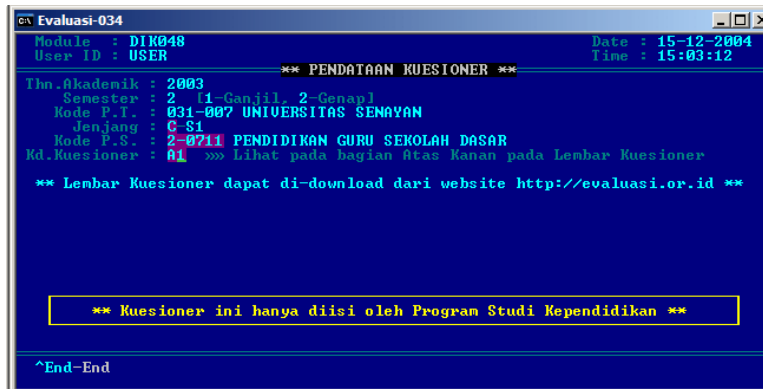 Evaluasi-034
Module : DIK048 Date : 15-12-2004
User ID : USER Time : 15:03:12
** PENDATAAN KUESIONER **
Thn.Akademik : 2003
Semester : 2 [1-Ganjil, 2-Genap]
Kode P.T. : 031-007 UNIVERSITAS SENAYAN
Jenjang : C-S1
Kode P.S. : 2-0711 PENDIDIKAN GURU SEKOLAH DASAR
Kd.Kuesioner : A1 »»» Lihat pada bagian Atas Kanan pada Lembar Kuesioner
** Lembar Kuesioner dapat di-download dari website http://evaluasi.or.id **
** Kuesioner ini hanya diisi oleh Program Studi Kependidikan **
^End-End